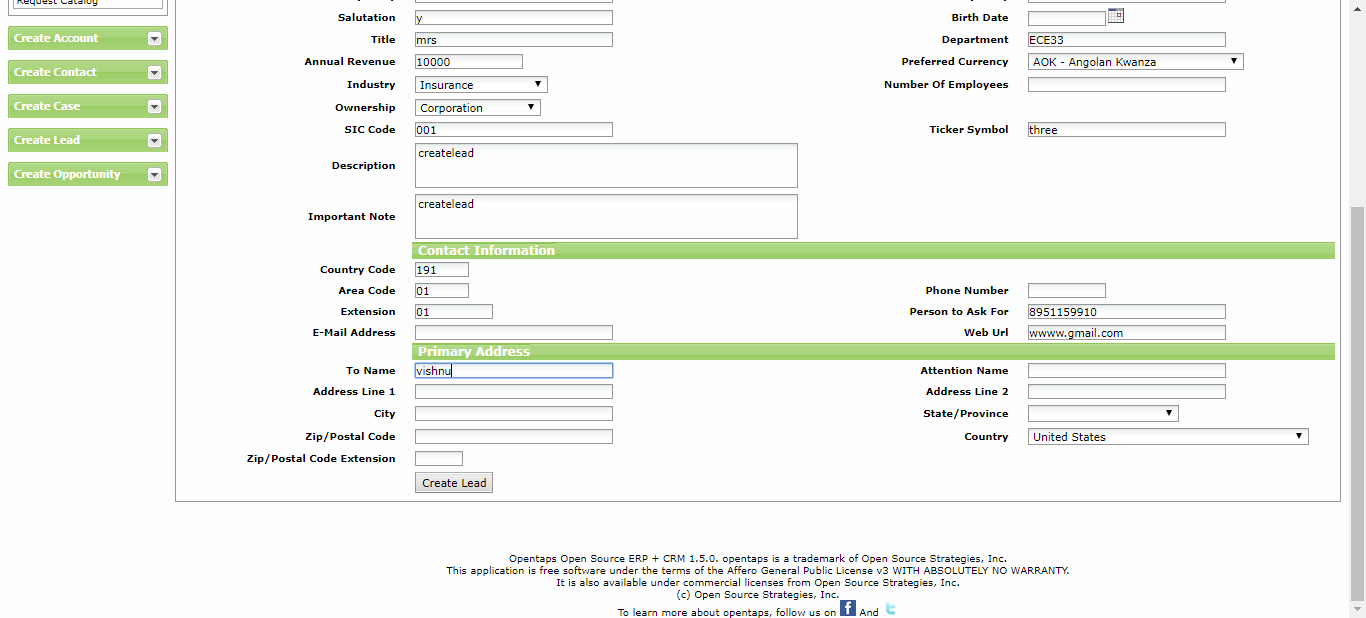 Request Catalog
Create Account
Create Contact
Create Case
Create Lead
Create Opportunity
Salutation y Birth Date
Title mrs Department ECE33
Annual Revenue 10000 Preferred Currency AOK - Angolan Kwanza
Industry Insurance Number Of Employees
Ownership Corporation
SIC Code 001 Ticker Symbol three
Description createlead
Important Note createlead
Contact Information
Country Code 191
Area Code 01 Phone Number
Extension 01 Person to Ask For 8951159910
E-Mail Address Web Url wwww.gmail.com
Primary Address
To Name vishnu Attention Name
Address Line 1 Address Line 2
City State/Province
Zip/Postal Code Country United States
Zip/Postal Code Extension
Create Lead
Opentaps Open Source ERP + CRM 1.5.0. opentaps is a trademark of Open Source Strategies, Inc.
This application is free software under the terms of the Affero General Public License v3 WITH ABSOLUTELY NO WARRANTY.
It is also available under commercial licenses from Open Source Strategies, Inc.
(c) Open Source Strategies, Inc.
To learn more about opentaps, follow us on f And t